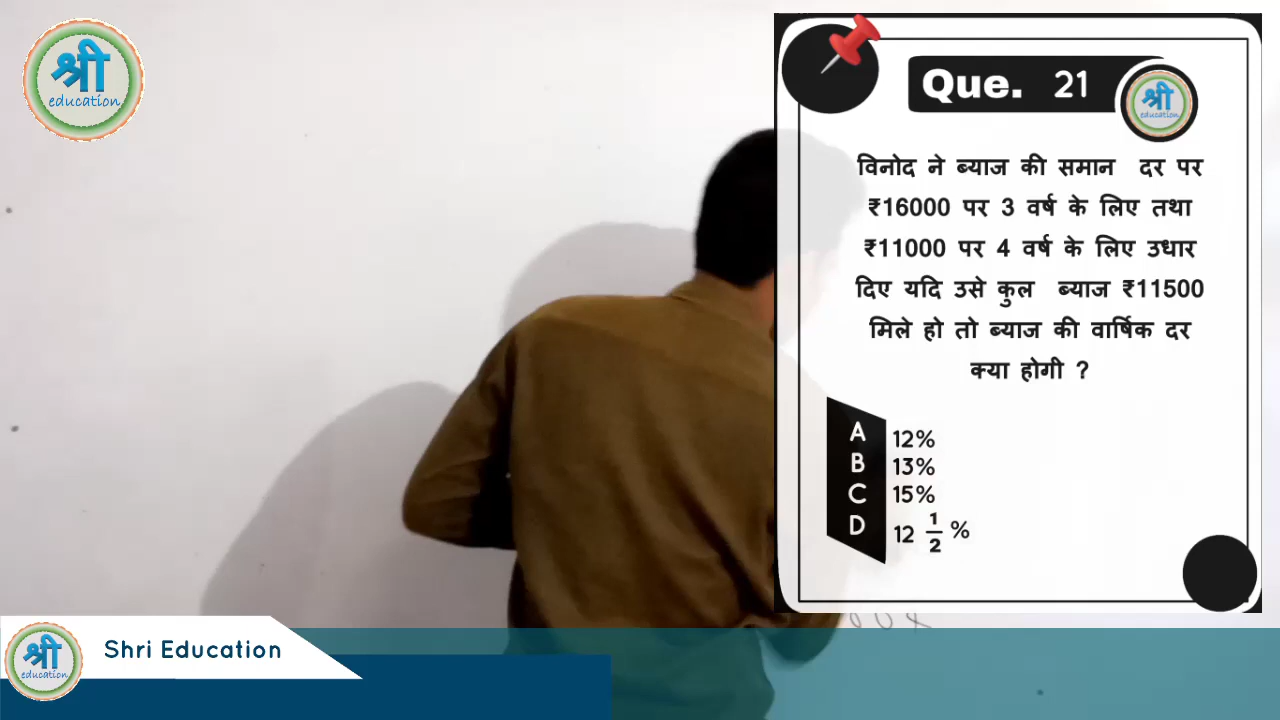 श्री
education
Que. 21
श्री
education
विनोद ने ब्याज की समान दर पर
₹16000 पर 3 वर्ष के लिए तथा
₹11000 पर 4 वर्ष के लिए उधार
दिए यदि उसे कुल ब्याज ₹11500
मिले हो तो ब्याज की वार्षिक दर
क्या होगी ?
A 12%
B 13%
C 15%
D 12 1/2 %
श्री
education
Shri Education